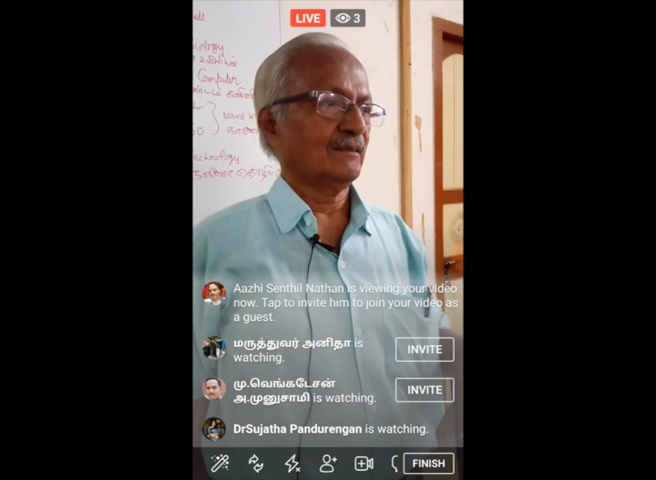 LIVE 3
Computer
echnology
Aazhi Senthil Nathan is viewing your video
now. Tap to invite him to join your video as
a guest.
மருத்துவர் அனிதா is
watching.
INVITE
மு.வெங்கடேசன்
அ.முனுசாமி is watching.
INVITE
DrSujatha Pandurengan is watching.
FINISH